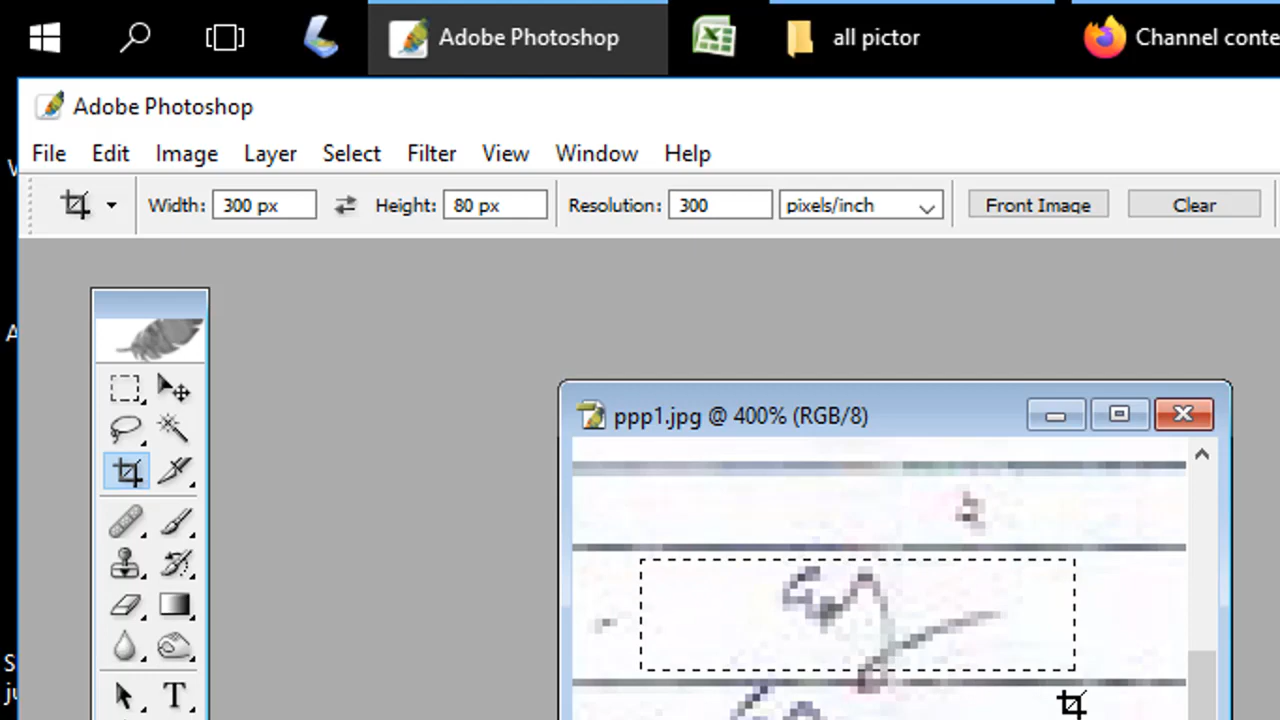 Adobe Photoshop
all pictor
Channel conte
Adobe Photoshop
File Edit Image Layer Select Filter View Window Help
Width: 300 px Height: 80 px Resolution: 300 pixels/inch Front Image Clear
ppp1.jpg @ 400% (RGB/8)
T